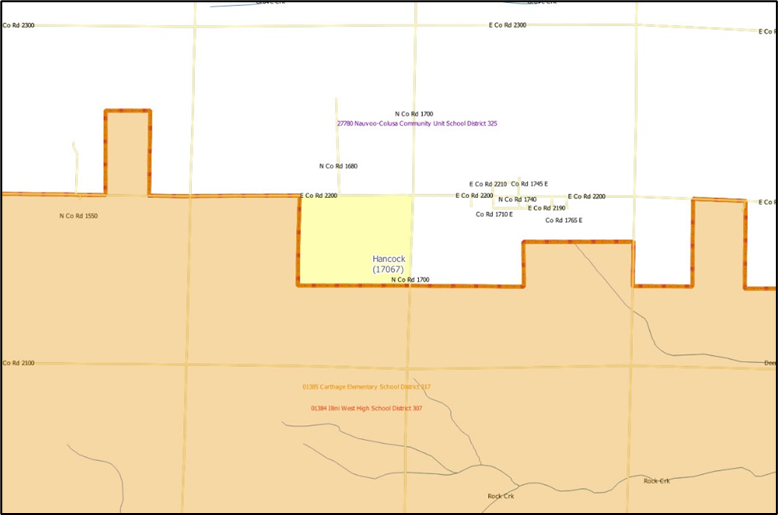 Co Rd 2300
E Co Rd 2300
E Co R
N Co Rd 1700
27780 Nauvoo-Colusa Community Unit School District 325
N Co Rd 1680
E Co Rd 2210
Co Rd 1745 E
E Co Rd 2200
E Co Rd 2200
N Co Rd 1740
E Co Rd 2200
E Co R
E Co Rd 2190
N Co Rd 1550
Co Rd 1710 E
Co Rd 1765 E
Hancock
(17067)
N Co Rd 1700
Co Rd 2100
01385 Carthage Elementary School District 317
01384 Illini West High School District 307
Rock Crk
Rock Crk